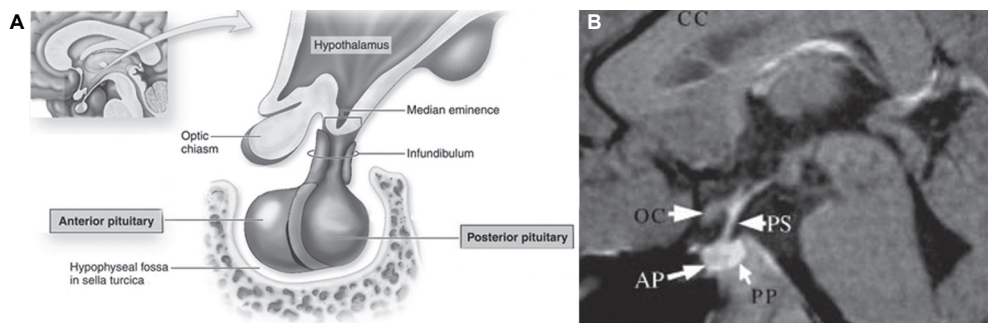 A
Hypothalamus
Median eminence
Optic
chiasm
Infundibulum
Anterior pituitary
Posterior pituitary
Hypophyseal fossa
in sella turcica
B
CC
OC
PS
AP
PP